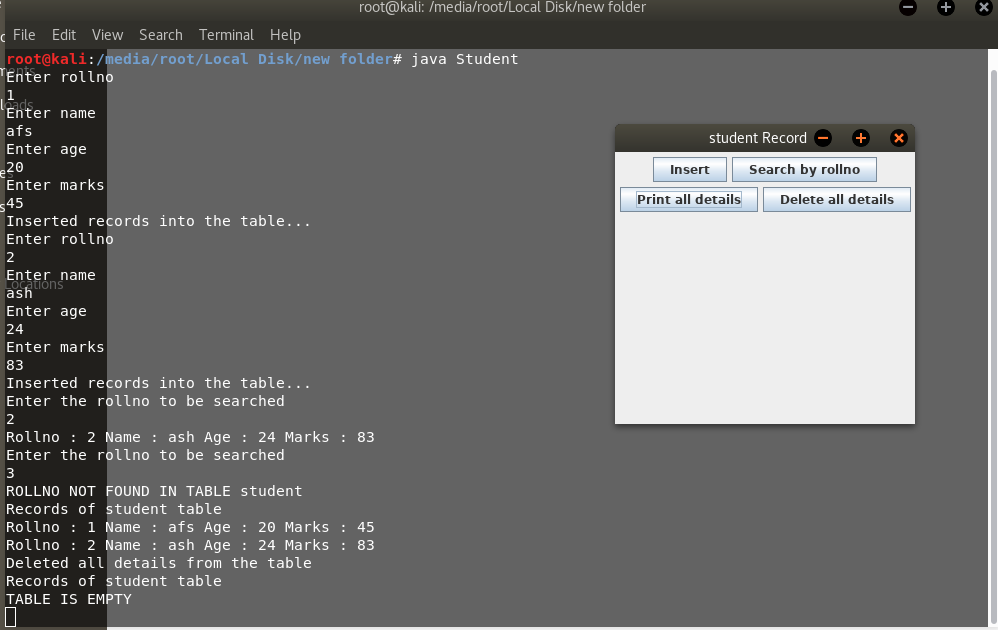 root@kali: /media/root/Local Disk/new folder
File Edit View Search Terminal Help
root@kali:/media/root/Local Disk/new folder# java Student
Enter rollno
1
Enter name
afs
Enter age
20
Enter marks
45
Inserted records into the table...
Enter rollno
2
Enter name
ash
Enter age
24
Enter marks
83
Inserted records into the table...
Enter the rollno to be searched
2
Rollno : 2 Name : ash Age : 24 Marks : 83
Enter the rollno to be searched
3
ROLLNO NOT FOUND IN TABLE student
Records of student table
Rollno : 1 Name : afs Age : 20 Marks : 45
Rollno : 2 Name : ash Age : 24 Marks : 83
Deleted all details from the table
Records of student table
TABLE IS EMPTY
student Record
Insert Search by rollno
Print all details Delete all details
Locations